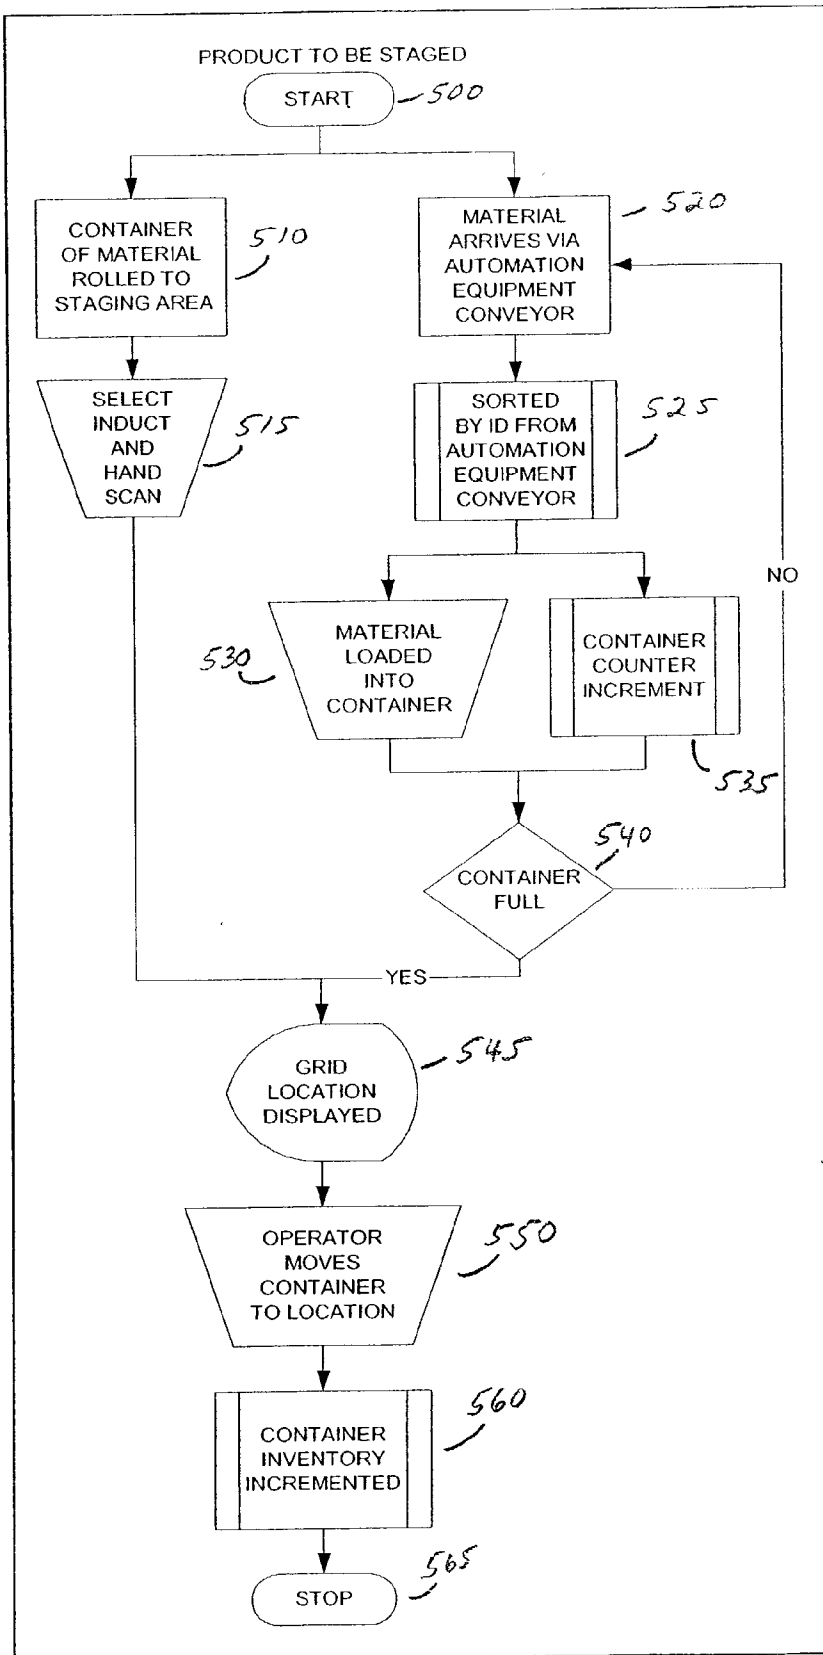 PRODUCT TO BE STAGED
START
500
CONTAINER
OF MATERIAL
ROLLED TO
STAGING AREA
510
MATERIAL
ARRIVES VIA
AUTOMATION
EQUIPMENT
CONVEYOR
520
SELECT
INDUCT
AND
HAND
SCAN
515
SORTED
BY ID FROM
AUTOMATION
EQUIPMENT
CONVEYOR
525
NO
MATERIAL
LOADED
INTO
CONTAINER
530
CONTAINER
COUNTER
INCREMENT
535
CONTAINER
FULL
540
YES
GRID
LOCATION
DISPLAYED
545
OPERATOR
MOVES
CONTAINER
TO LOCATION
550
CONTAINER
INVENTORY
INCREMENTED
560
STOP
565